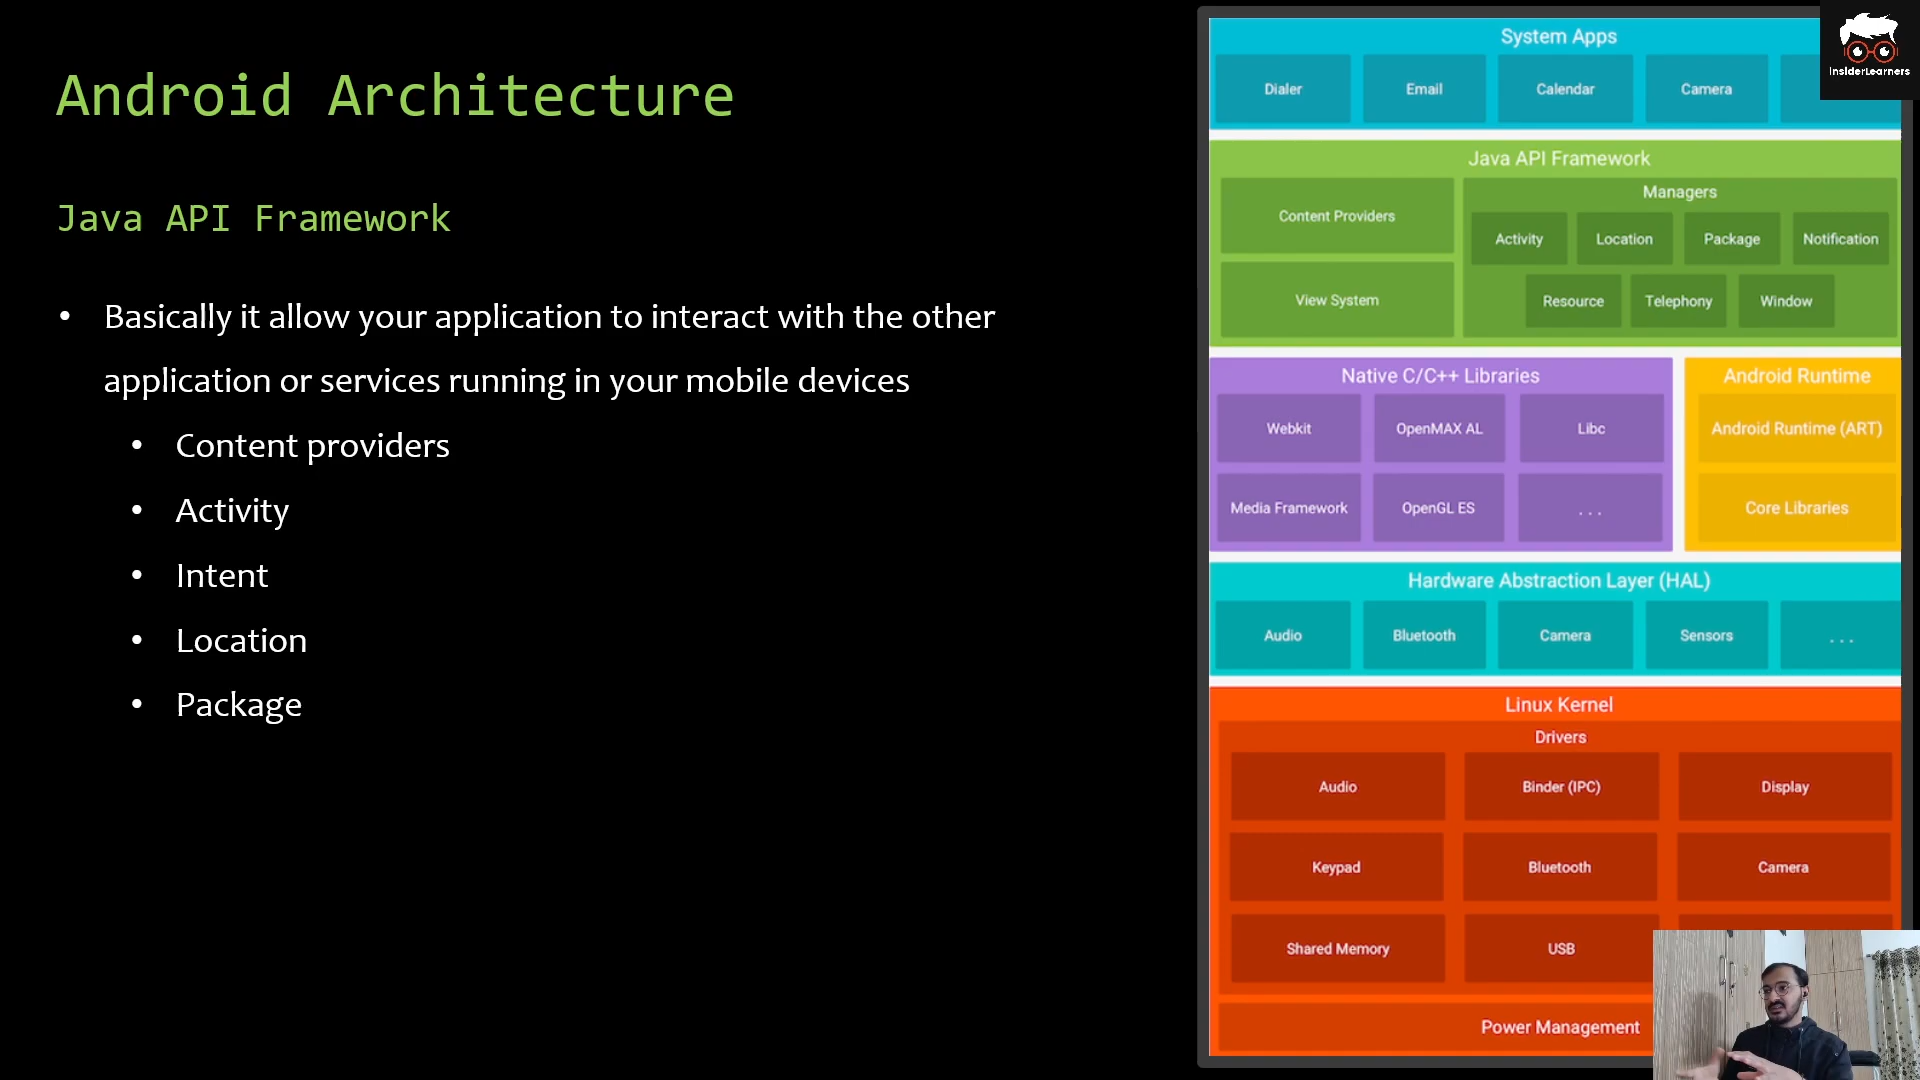 Android Architecture
Java API Framework
• Basically it allow your application to interact with the other
application or services running in your mobile devices
• Content providers
• Activity
• Intent
• Location
• Package
InsiderLearners
System Apps
Dialer
Email
Calendar
Camera
Java API Framework
Content Providers
View System
Managers
Activity
Location
Package
Notification
Resource
Telephony
Window
Native C/C++ Libraries
Webkit
OpenMAX AL
Libc
Media Framework
OpenGL ES
. . .
Android Runtime
Android Runtime (ART)
Core Libraries
Hardware Abstraction Layer (HAL)
Audio
Bluetooth
Camera
Sensors
. . .
Linux Kernel
Drivers
Audio
Binder (IPC)
Display
Keypad
Bluetooth
Camera
Shared Memory
USB
Power Management